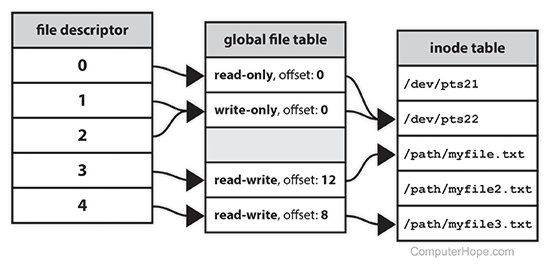 file descriptor
0
1
2
3
4
global file table
read-only, offset: 0
write-only, offset: 0
read-write, offset: 12
read-write, offset: 8
inode table
/dev/pts21
/dev/pts22
/path/myfile.txt
/path/myfile2.txt
/path/myfile3.txt
ComputerHope.com